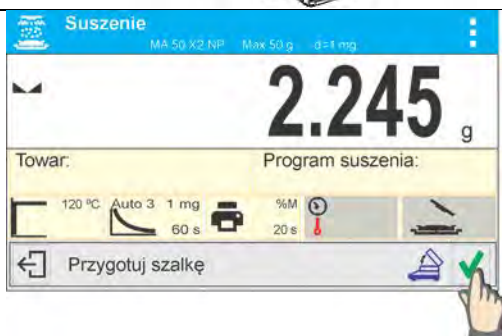 Suszenie
MA 50 X2.NP Max 50 g d=1 mg
2.245 g
Towar: Program suszenia:
120 °C Auto 3 1 mg %M
60 s 20 s
Przygotuj szalkę